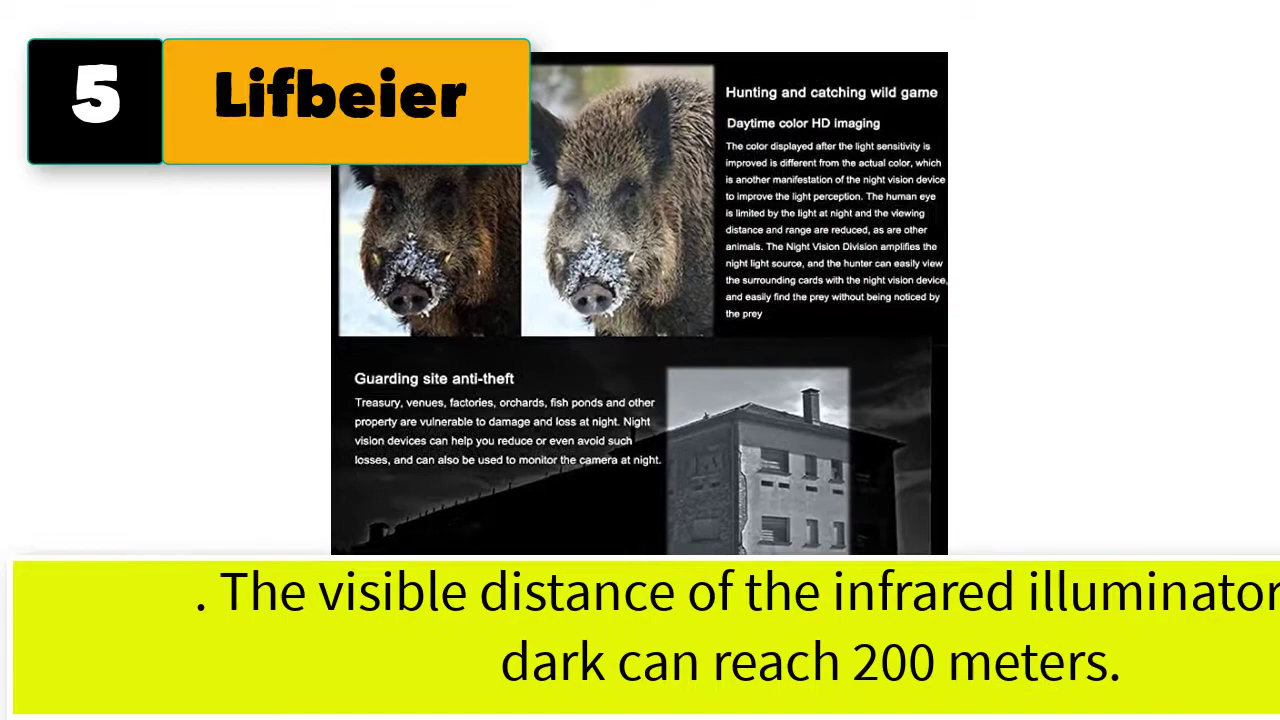 5 Lifbeier
Hunting and catching wild game
Daytime color HD imaging
The color displayed after the light sensitivity is
improved is different from the actual color, which
is another manifestation of the night vision device
to improve the light perception. The human eye
is limited by the light at night and the viewing
distance and range are reduced, as are other
animals. The Night Vision Division amplifies the
night light source, and the hunter can easily view
the surrounding cards with the night vision device,
and easily find the prey without being noticed by
the prey
Guarding site anti-theft
Treasury, venues, factories, orchards, fish ponds and other
property are vulnerable to damage and loss at night. Night
vision devices can help you reduce or even avoid such
losses, and can also be used to monitor the camera at night.
. The visible distance of the infrared illuminator
dark can reach 200 meters.